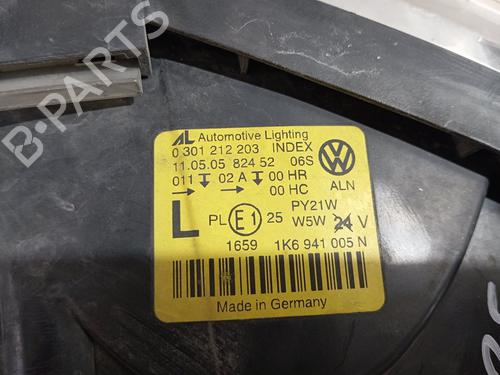 B-PARTS
AL Automotive Lighting
0 301 212 203 INDEX
11.05.05 824 52 06S
011 02 A 00 HR
00 HC ALN
L PL E1 25 PY21W
W5W 24 V
1659 1K6 941 005 N
Made in Germany